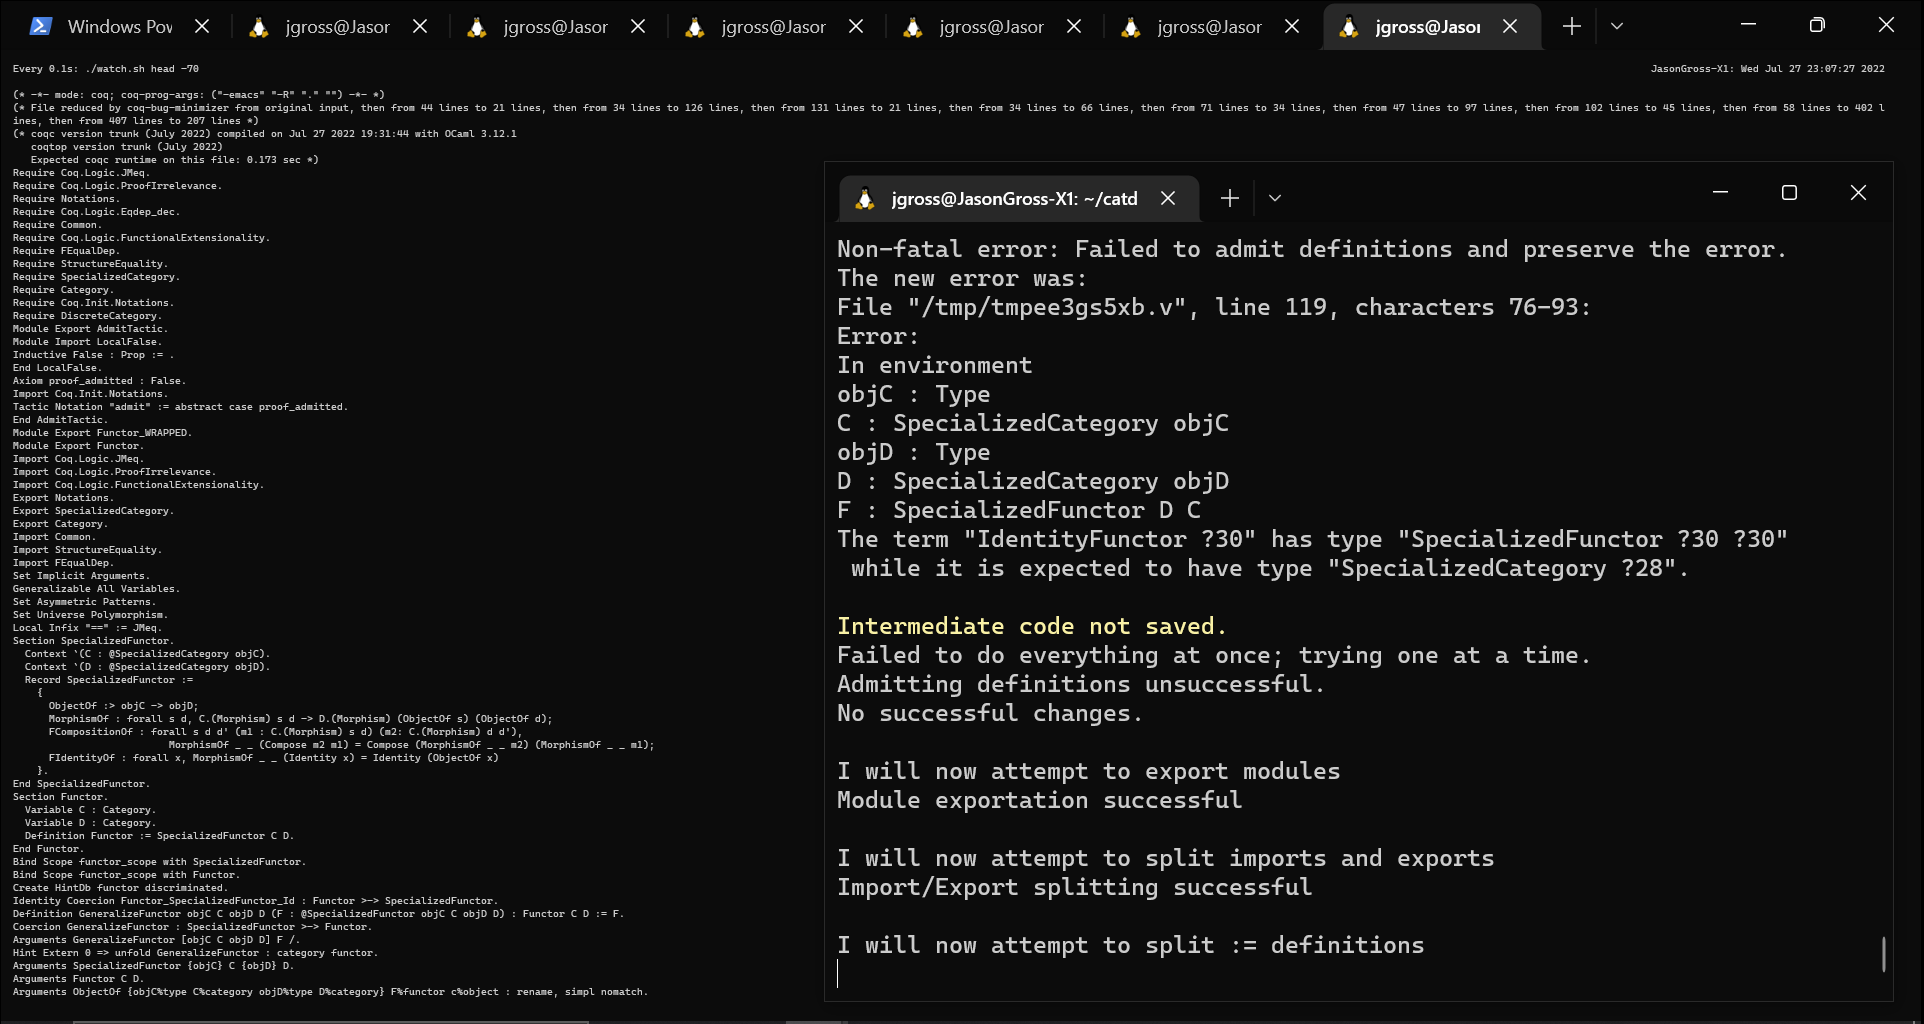 Windows Pow
jgross@Jasor
jgross@Jasor
jgross@Jasor
jgross@Jasor
jgross@Jasor
jgross@Jasor
Every 0.1s: ./watch.sh head -70
JasonGross-X1: Wed Jul 27 23:07:27 2022
(* -*- mode: coq; coq-prog-args: ("-emacs" "-R" "." "") -*- *)
(* File reduced by coq-bug-minimizer from original input, then from 44 lines to 21 lines, then from 34 lines to 126 lines, then from 131 lines to 21 lines, then from 34 lines to 66 lines, then from 71 lines to 34 lines, then from 47 lines to 97 lines, then from 102 lines to 45 lines, then from 58 lines to 402 l
ines, then from 407 lines to 207 lines *)
(* coqc version trunk (July 2022) compiled on Jul 27 2022 19:31:44 with OCaml 3.12.1
   coqtop version trunk (July 2022)
   Expected coqc runtime on this file: 0.173 sec *)
Require Coq.Logic.JMeq.
Require Coq.Logic.ProofIrrelevance.
Require Notations.
Require Coq.Logic.Eqdep_dec.
Require Common.
Require Coq.Logic.FunctionalExtensionality.
Require FEqualDep.
Require StructureEquality.
Require SpecializedCategory.
Require Category.
Require Coq.Init.Notations.
Require DiscreteCategory.
Module Export AdmitTactic.
Module Import LocalFalse.
Inductive False : Prop := .
End LocalFalse.
Axiom proof_admitted : False.
Import Coq.Init.Notations.
Tactic Notation "admit" := abstract case proof_admitted.
End AdmitTactic.
Module Export Functor_WRAPPED.
Module Export Functor.
Import Coq.Logic.JMeq.
Import Coq.Logic.ProofIrrelevance.
Import Coq.Logic.FunctionalExtensionality.
Export Notations.
Export SpecializedCategory.
Export Category.
Import Common.
Import StructureEquality.
Import FEqualDep.
Set Implicit Arguments.
Generalizable All Variables.
Set Asymmetric Patterns.
Set Universe Polymorphism.
Local Infix "==" := JMeq.
Section SpecializedFunctor.
  Context `(C : @SpecializedCategory objC).
  Context `(D : @SpecializedCategory objD).
  Record SpecializedFunctor :=
    {
      ObjectOf :> objC -> objD;
      MorphismOf : forall s d, C.(Morphism) s d -> D.(Morphism) (ObjectOf s) (ObjectOf d);
      FCompositionOf : forall s d d' (m1 : C.(Morphism) s d) (m2: C.(Morphism) d d'),
                          MorphismOf _ _ (Compose m2 m1) = Compose (MorphismOf _ _ m2) (MorphismOf _ _ m1);
      FIdentityOf : forall x, MorphismOf _ _ (Identity x) = Identity (ObjectOf x)
    }.
End SpecializedFunctor.
Section Functor.
  Variable C : Category.
  Variable D : Category.
  Definition Functor := SpecializedFunctor C D.
End Functor.
Bind Scope functor_scope with SpecializedFunctor.
Bind Scope functor_scope with Functor.
Create HintDb functor discriminated.
Identity Coercion Functor_SpecializedFunctor_Id : Functor >-> SpecializedFunctor.
Definition GeneralizeFunctor objC C objD D (F : @SpecializedFunctor objC C objD D) : Functor C D := F.
Coercion GeneralizeFunctor : SpecializedFunctor >-> Functor.
Arguments GeneralizeFunctor [objC C objD D] F /.
Hint Extern 0 => unfold GeneralizeFunctor : category functor.
Arguments SpecializedFunctor {objC} C {objD} D.
Arguments Functor C D.
Arguments ObjectOf {objC%type C%category objD%type D%category} F%functor c%object : rename, simpl nomatch.
jgross@JasonGross-X1: ~/catd
Non-fatal error: Failed to admit definitions and preserve the error.
The new error was:
File "/tmp/tmpee3gs5xb.v", line 119, characters 76-93:
Error:
In environment
objC : Type
C : SpecializedCategory objC
objD : Type
D : SpecializedCategory objD
F : SpecializedFunctor D C
The term "IdentityFunctor ?30" has type "SpecializedFunctor ?30 ?30"
 while it is expected to have type "SpecializedCategory ?28".
Intermediate code not saved.
Failed to do everything at once; trying one at a time.
Admitting definitions unsuccessful.
No successful changes.
I will now attempt to export modules
Module exportation successful
I will now attempt to split imports and exports
Import/Export splitting successful
I will now attempt to split := definitions